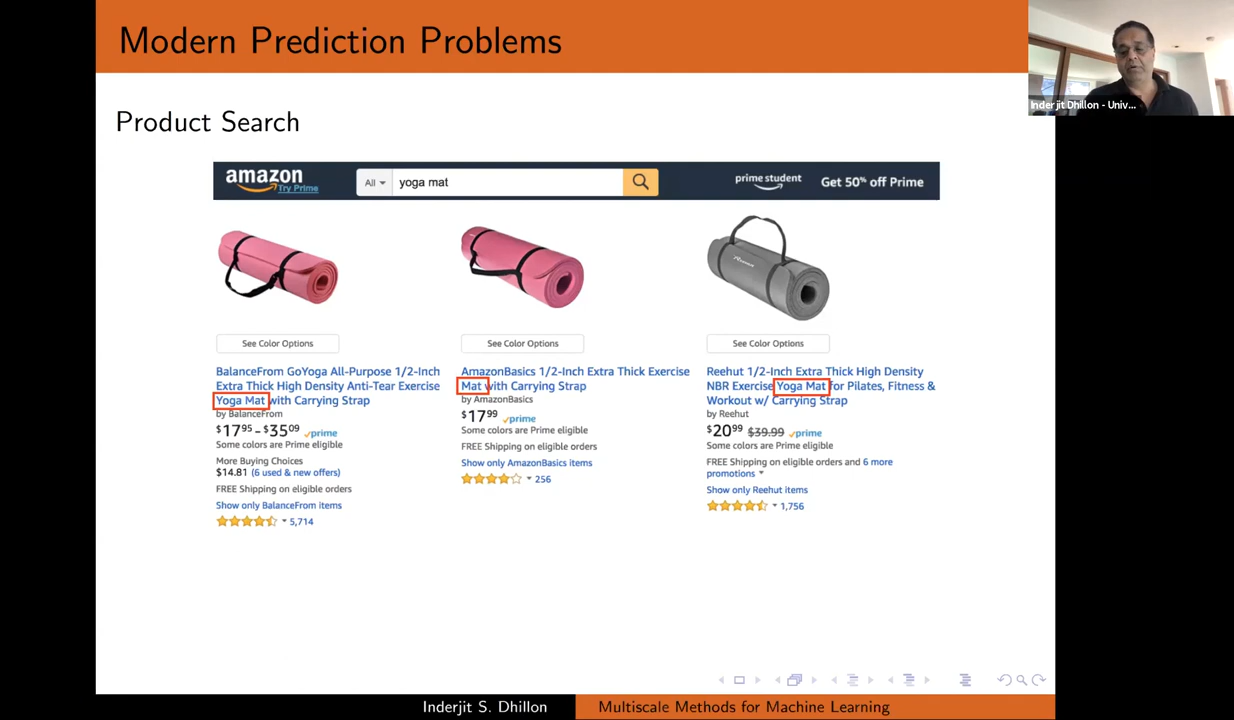 Modern Prediction Problems
Inderjit Dhillon - Univ...
Product Search
amazon
Try Prime
All
yoga mat
prime student
Get 50% off Prime
See Color Options
BalanceFrom GoYoga All-Purpose 1/2-Inch
Extra Thick High Density Anti-Tear Exercise
Yoga Mat with Carrying Strap
by BalanceFrom
$17.95 - $35.09 prime
Some colors are Prime eligible
More Buying Choices
$14.81 (6 used & new offers)
FREE Shipping on eligible orders
Show only BalanceFrom items
5,714
See Color Options
AmazonBasics 1/2-Inch Extra Thick Exercise
Mat with Carrying Strap
by AmazonBasics
$17.99 prime
Some colors are Prime eligible
FREE Shipping on eligible orders
Show only AmazonBasics items
256
See Color Options
Reehut 1/2-Inch Extra Thick High Density
NBR Exercise Yoga Mat for Pilates, Fitness &
Workout w/ Carrying Strap
by Reehut
$20.99 $39.99 prime
Some colors are Prime eligible
FREE Shipping on eligible orders and 6 more
promotions
Show only Reehut items
1,756
Inderjit S. Dhillon
Multiscale Methods for Machine Learning